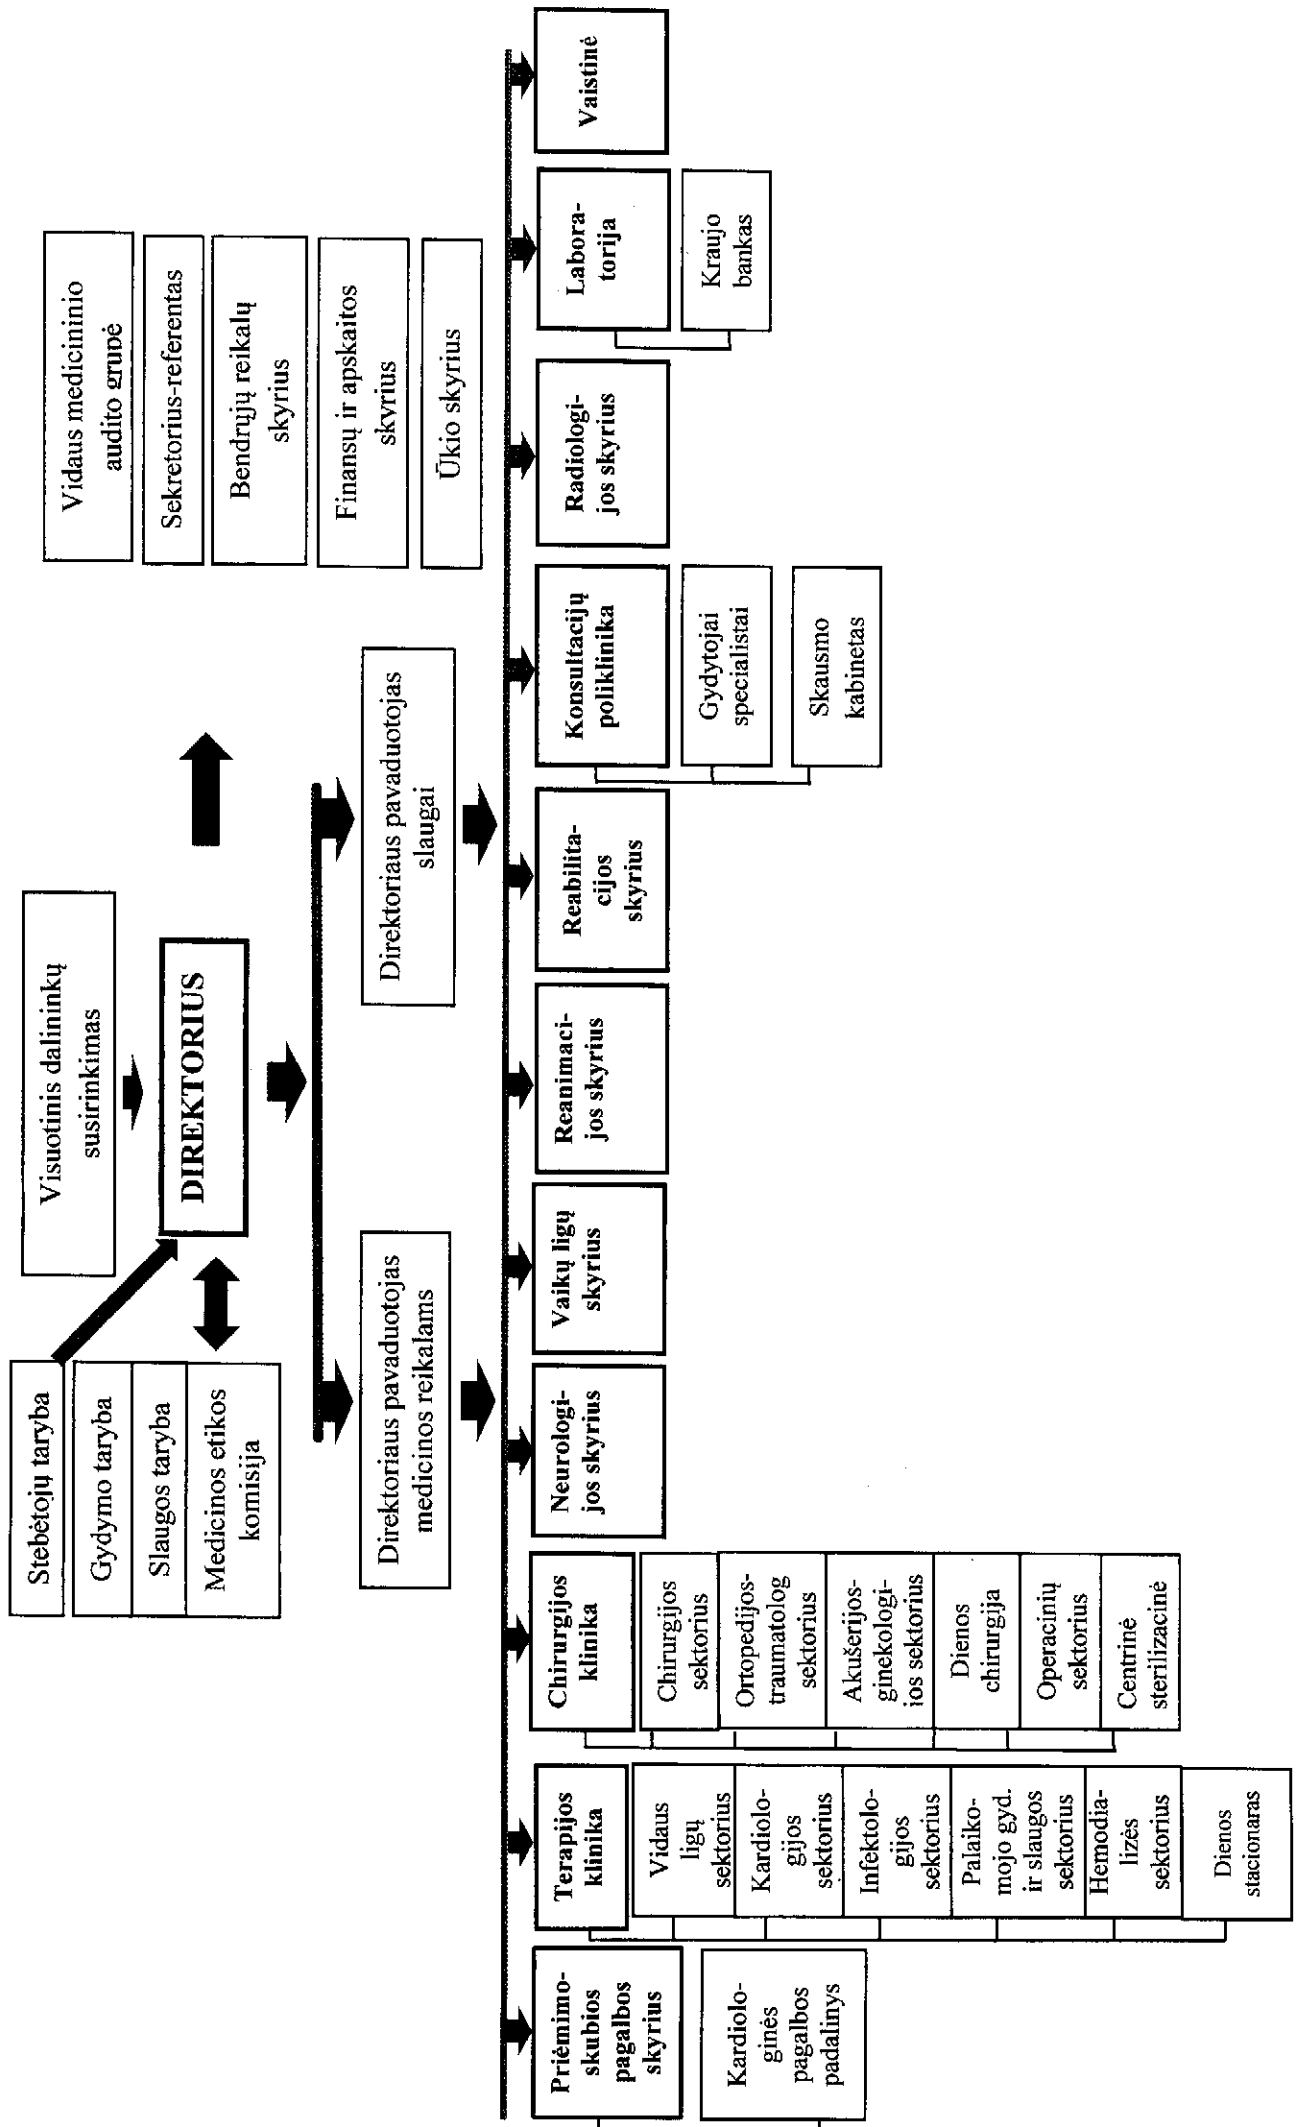 Visuotinis dalininkų
susirinkimas
Stebėtojų taryba
Gydymo taryba
Slaugos taryba
Medicinos etikos
komisija
DIREKTORIUS
Vidaus medicininio
audito grupė
Sekretorius-referentas
Bendrųjų reikalų
skyrius
Finansų ir apskaitos
skyrius
Ūkio skyrius
Direktoriaus pavaduotojas
medicinos reikalams
Direktoriaus pavaduotojas
slaugai
Priėmimo-
skubios
pagalbos
skyrius
Kardiolo-
ginės
pagalbos
padalinys
Terapijos
klinika
Vidaus
ligų
sektorius
Kardiolo-
gijos
sektorius
Infektolo-
gijos
sektorius
Palaiko-
mojo gyd.
ir slaugos
sektorius
Hemodia-
lizės
sektorius
Dienos
stacionaras
Chirurgijos
klinika
Chirurgijos
sektorius
Ortopedijos-
traumatolog
sektorius
Akušerijos-
ginekologi-
ios sektorius
Dienos
chirurgija
Operacinių
sektorius
Centrinė
sterilizacinė
Neurologi-
jos skyrius
Vaikų ligų
skyrius
Reanimaci-
jos skyrius
Reabilita-
cijos
skyrius
Konsultacijų
poliklinika
Gydytojai
specialistai
Skausmo
kabinetas
Radiologi-
jos skyrius
Labora-
torija
Kraujo
bankas
Vaistinė